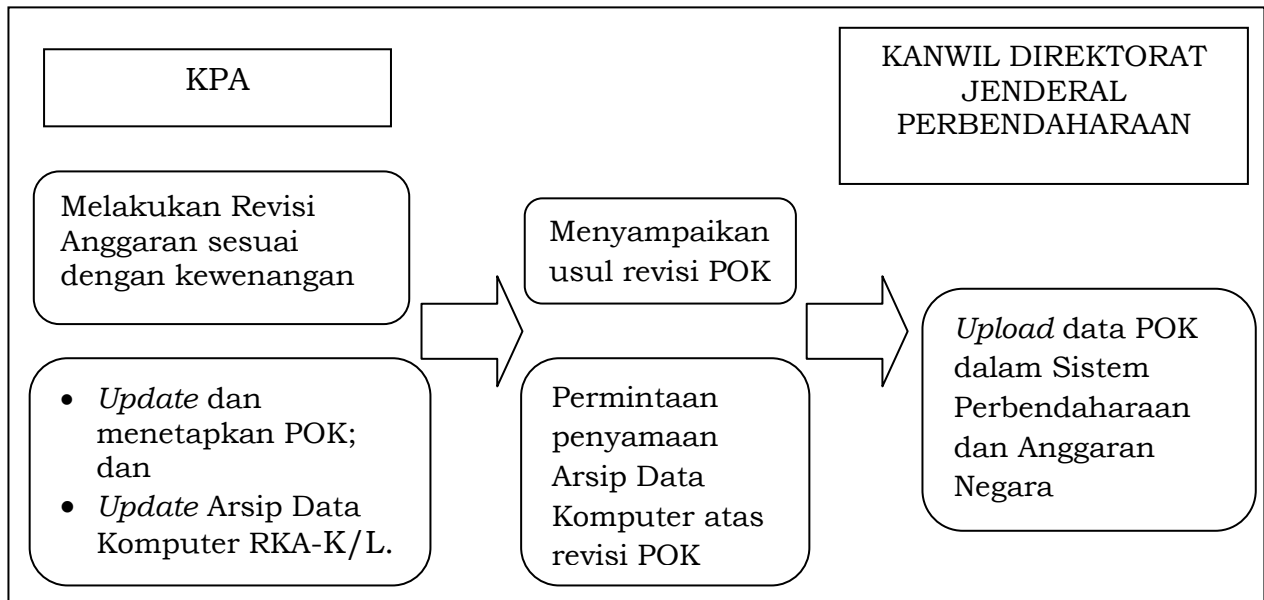 KPA
KANWIL DIREKTORAT
JENDERAL
PERBENDAHARAAN
Melakukan Revisi
Anggaran sesuai
dengan kewenangan
• Update dan
menetapkan POK;
dan
• Update Arsip Data
Komputer RKA-K/L.
Menyampaikan
usul revisi POK
Permintaan
penyamaan
Arsip Data
Komputer atas
revisi POK
Upload data POK
dalam Sistem
Perbendaharaan
dan Anggaran
Negara